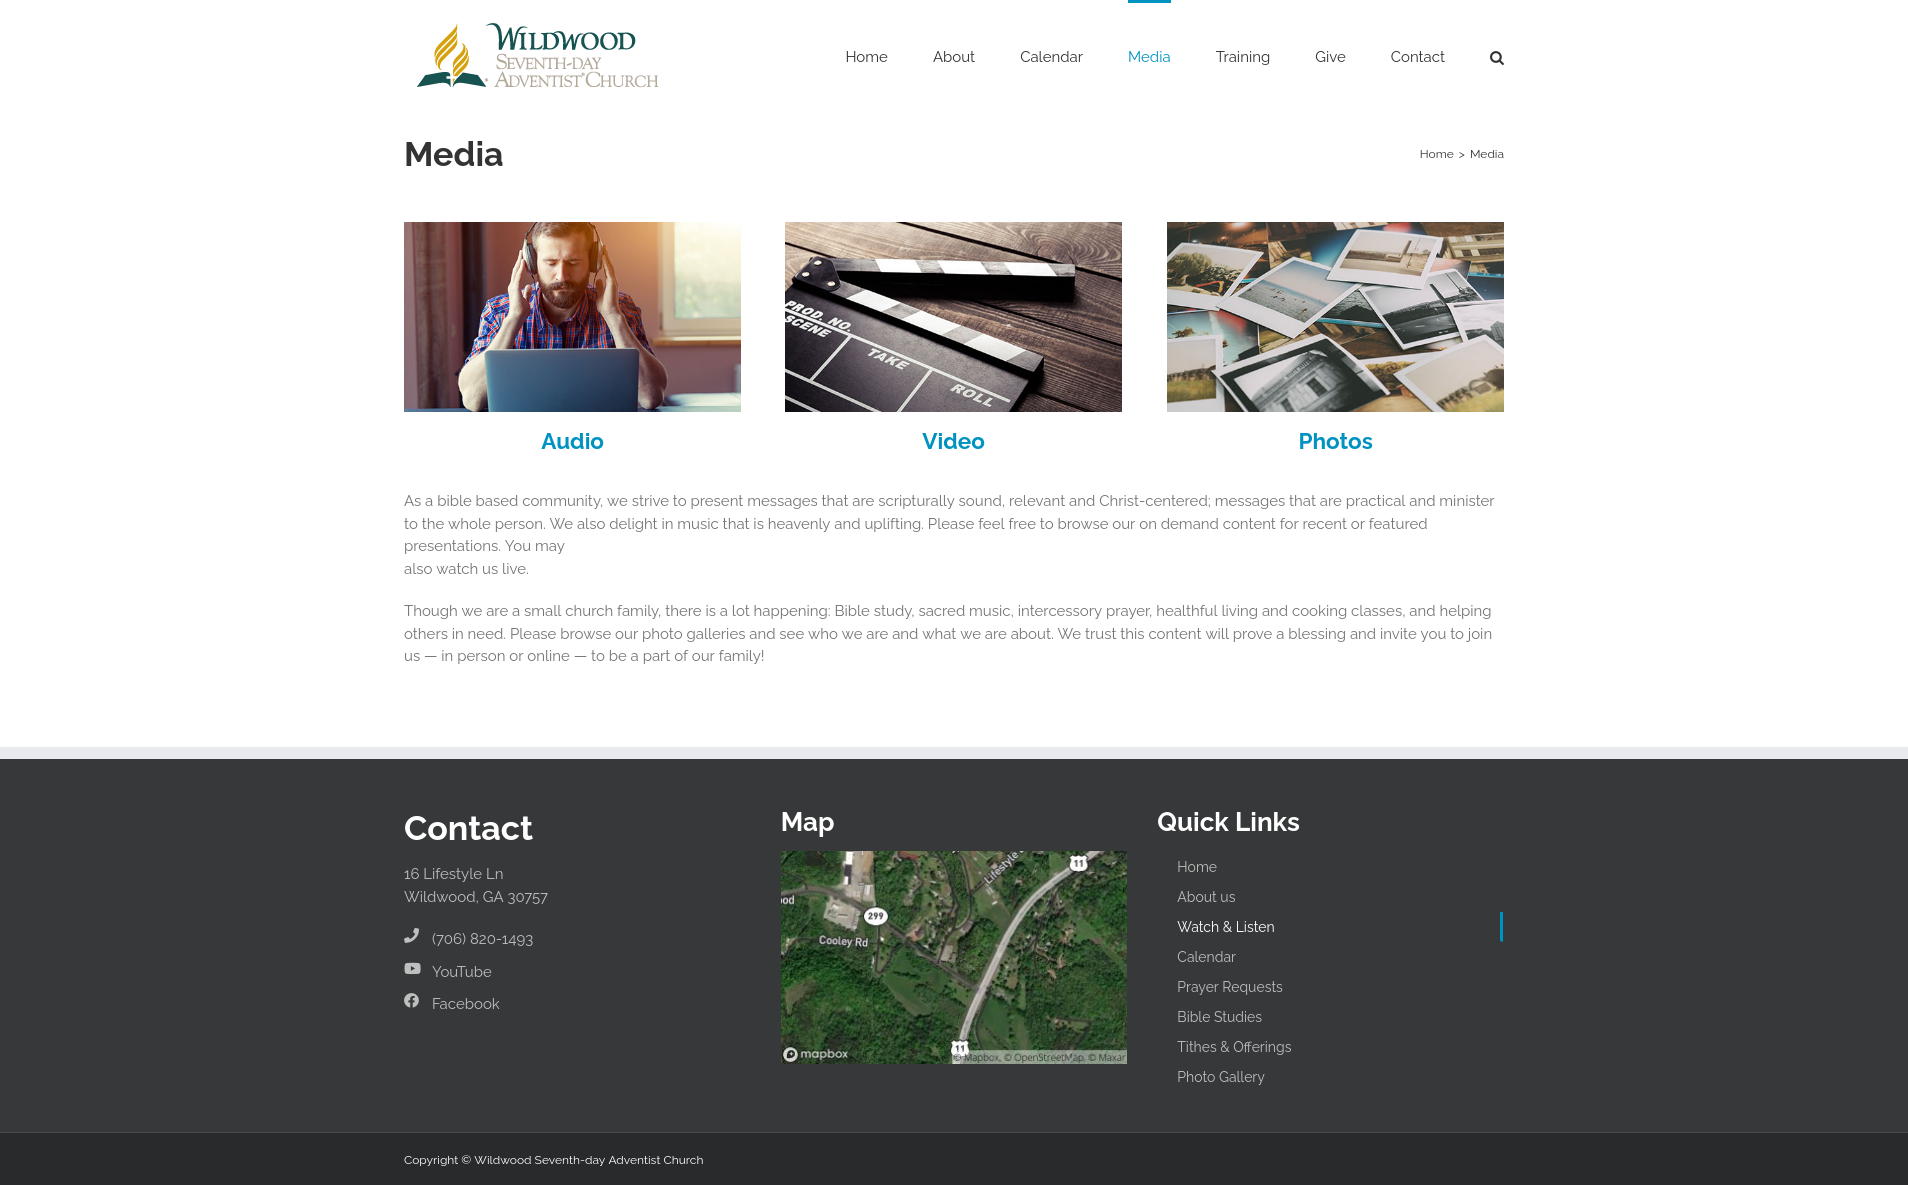 WILDWOOD
SEVENTH-DAY
ADVENTIST® CHURCH
Home
About
Calendar
Media
Training
Give
Contact
Media
Home > Media
PROD. NO.
SCENE
TAKE
ROLL
Audio
Video
Photos
As a bible based community, we strive to present messages that are scripturally sound, relevant and Christ-centered; messages that are practical and minister
to the whole person. We also delight in music that is heavenly and uplifting. Please feel free to browse our on demand content for recent or featured
presentations. You may
also watch us live.
Though we are a small church family, there is a lot happening: Bible study, sacred music, intercessory prayer, healthful living and cooking classes, and helping
others in need. Please browse our photo galleries and see who we are and what we are about. We trust this content will prove a blessing and invite you to join
us — in person or online — to be a part of our family!
Contact
16 Lifestyle Ln
Wildwood, GA 30757
(706) 820-1493
YouTube
Facebook
Map
11
Lifestyle
ood
299
Cooley Rd
11
mapbox
© Mapbox, © OpenStreetMap, © Maxar
Quick Links
Home
About us
Watch & Listen
Calendar
Prayer Requests
Bible Studies
Tithes & Offerings
Photo Gallery
Copyright © Wildwood Seventh-day Adventist Church